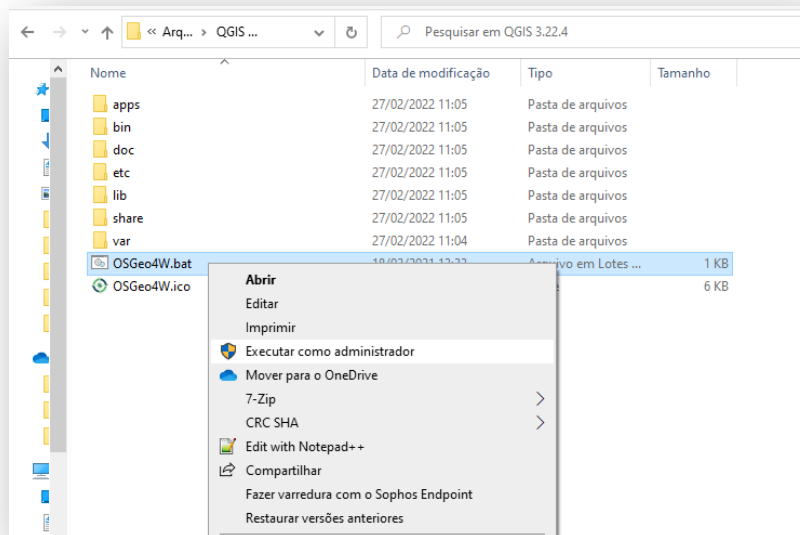 « Arq... › QGIS ...
Pesquisar em QGIS 3.22.4
Nome Data de modificação Tipo Tamanho
apps 27/02/2022 11:05 Pasta de arquivos
bin 27/02/2022 11:05 Pasta de arquivos
doc 27/02/2022 11:05 Pasta de arquivos
etc 27/02/2022 11:05 Pasta de arquivos
lib 27/02/2022 11:05 Pasta de arquivos
share 27/02/2022 11:05 Pasta de arquivos
var 27/02/2022 11:04 Pasta de arquivos
OSGeo4W.bat em Lotes ... 1 KB
OSGeo4W.ico 6 KB
Abrir
Editar
Imprimir
Executar como administrador
Mover para o OneDrive
7-Zip
CRC SHA
Edit with Notepad++
Compartilhar
Fazer varredura com o Sophos Endpoint
Restaurar versões anteriores